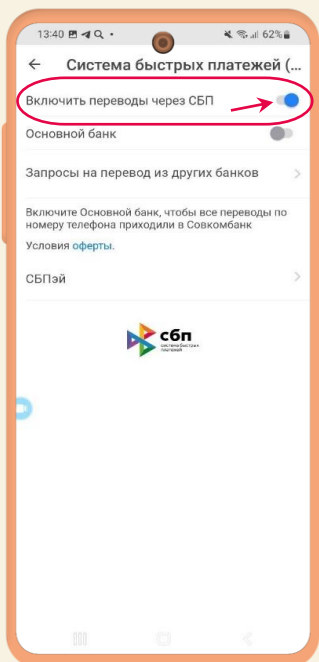 13:40 62%
Система быстрых платежей (...
Включить переводы через СБП
Основной банк
Запросы на перевод из других банков
Включите Основной банк, чтобы все переводы по
номеру телефона приходили в Совкомбанк
Условия оферты.
СБПэй
сбп
система быстрых
платежей